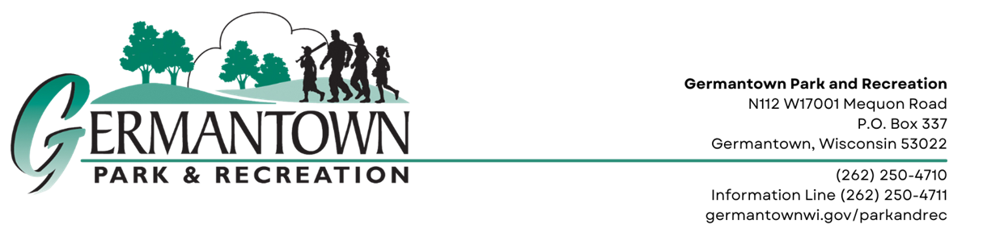 GERMANTOWN
PARK & RECREATION
Germantown Park and Recreation
N112 W17001 Mequon Road
P.O. Box 337
Germantown, Wisconsin 53022
(262) 250-4710
Information Line (262) 250-4711
germantownwi.gov/parkandrec